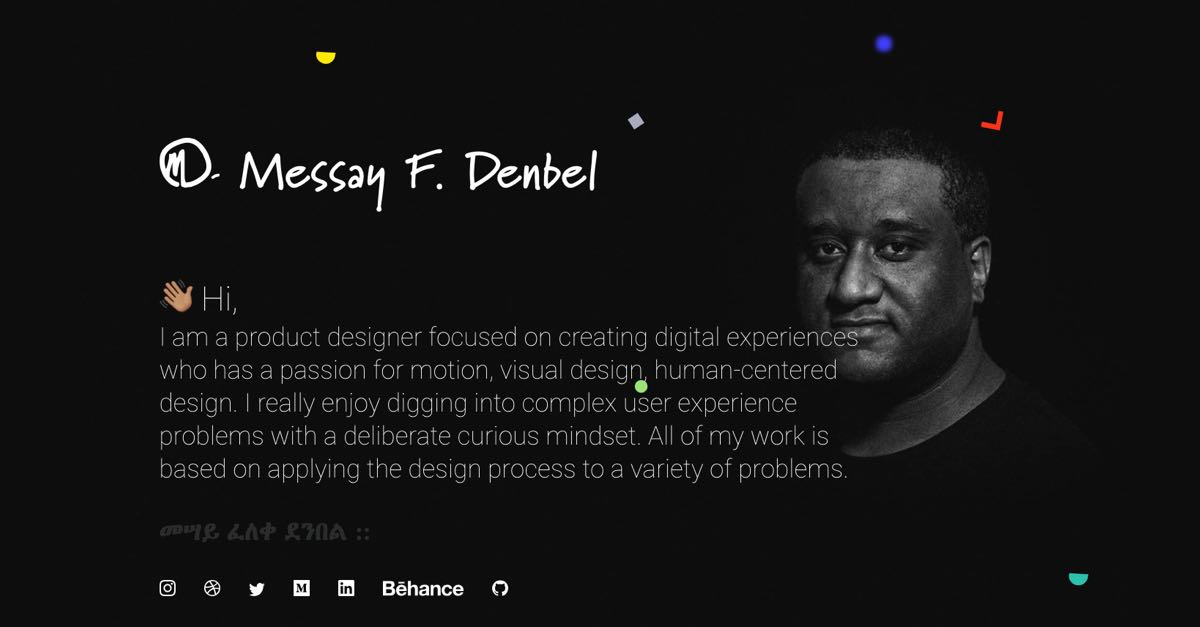 Messay F. Denbel
👋🏽 Hi,
I am a product designer focused on creating digital experiences
who has a passion for motion, visual design, human-centered
design. I really enjoy digging into complex user experience
problems with a deliberate curious mindset. All of my work is
based on applying the design process to a variety of problems.
መሣይ ፈለቀ ደንበል ::
Bēhance